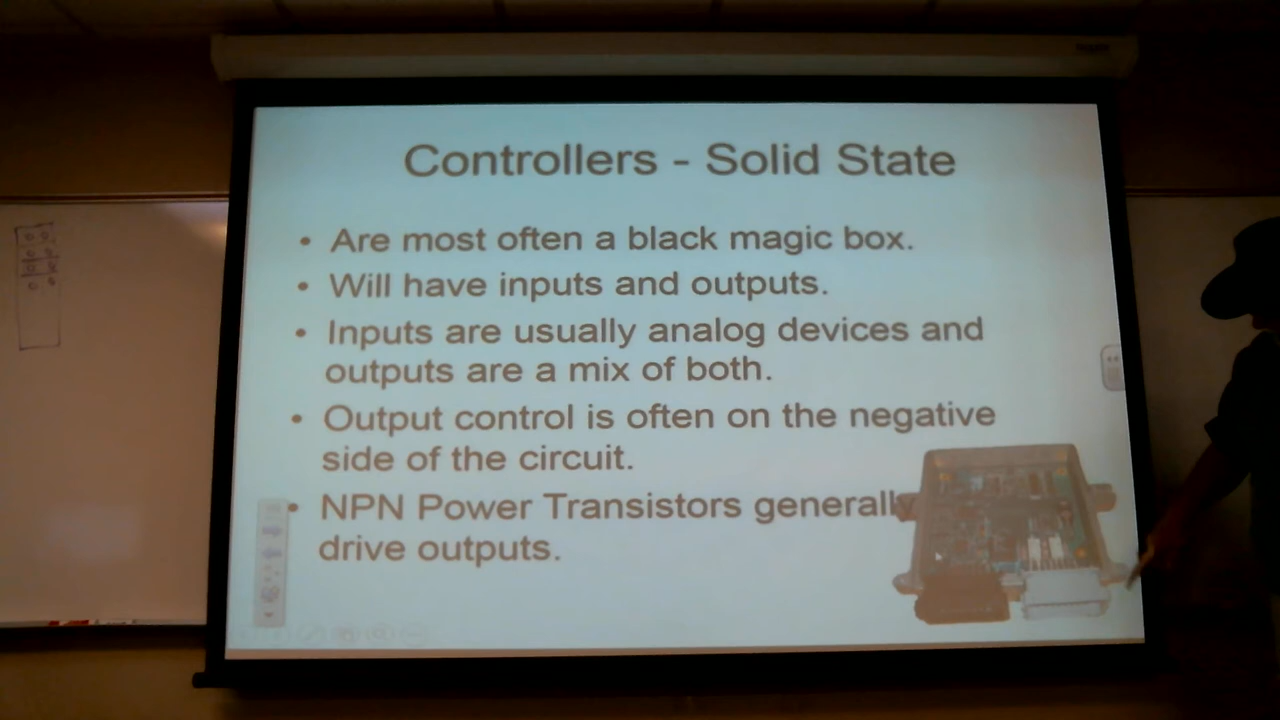 Controllers - Solid State
• Are most often a black magic box.
• Will have inputs and outputs.
• Inputs are usually analog devices and
outputs are a mix of both.
• Output control is often on the negative
side of the circuit.
• NPN Power Transistors generally
drive outputs.